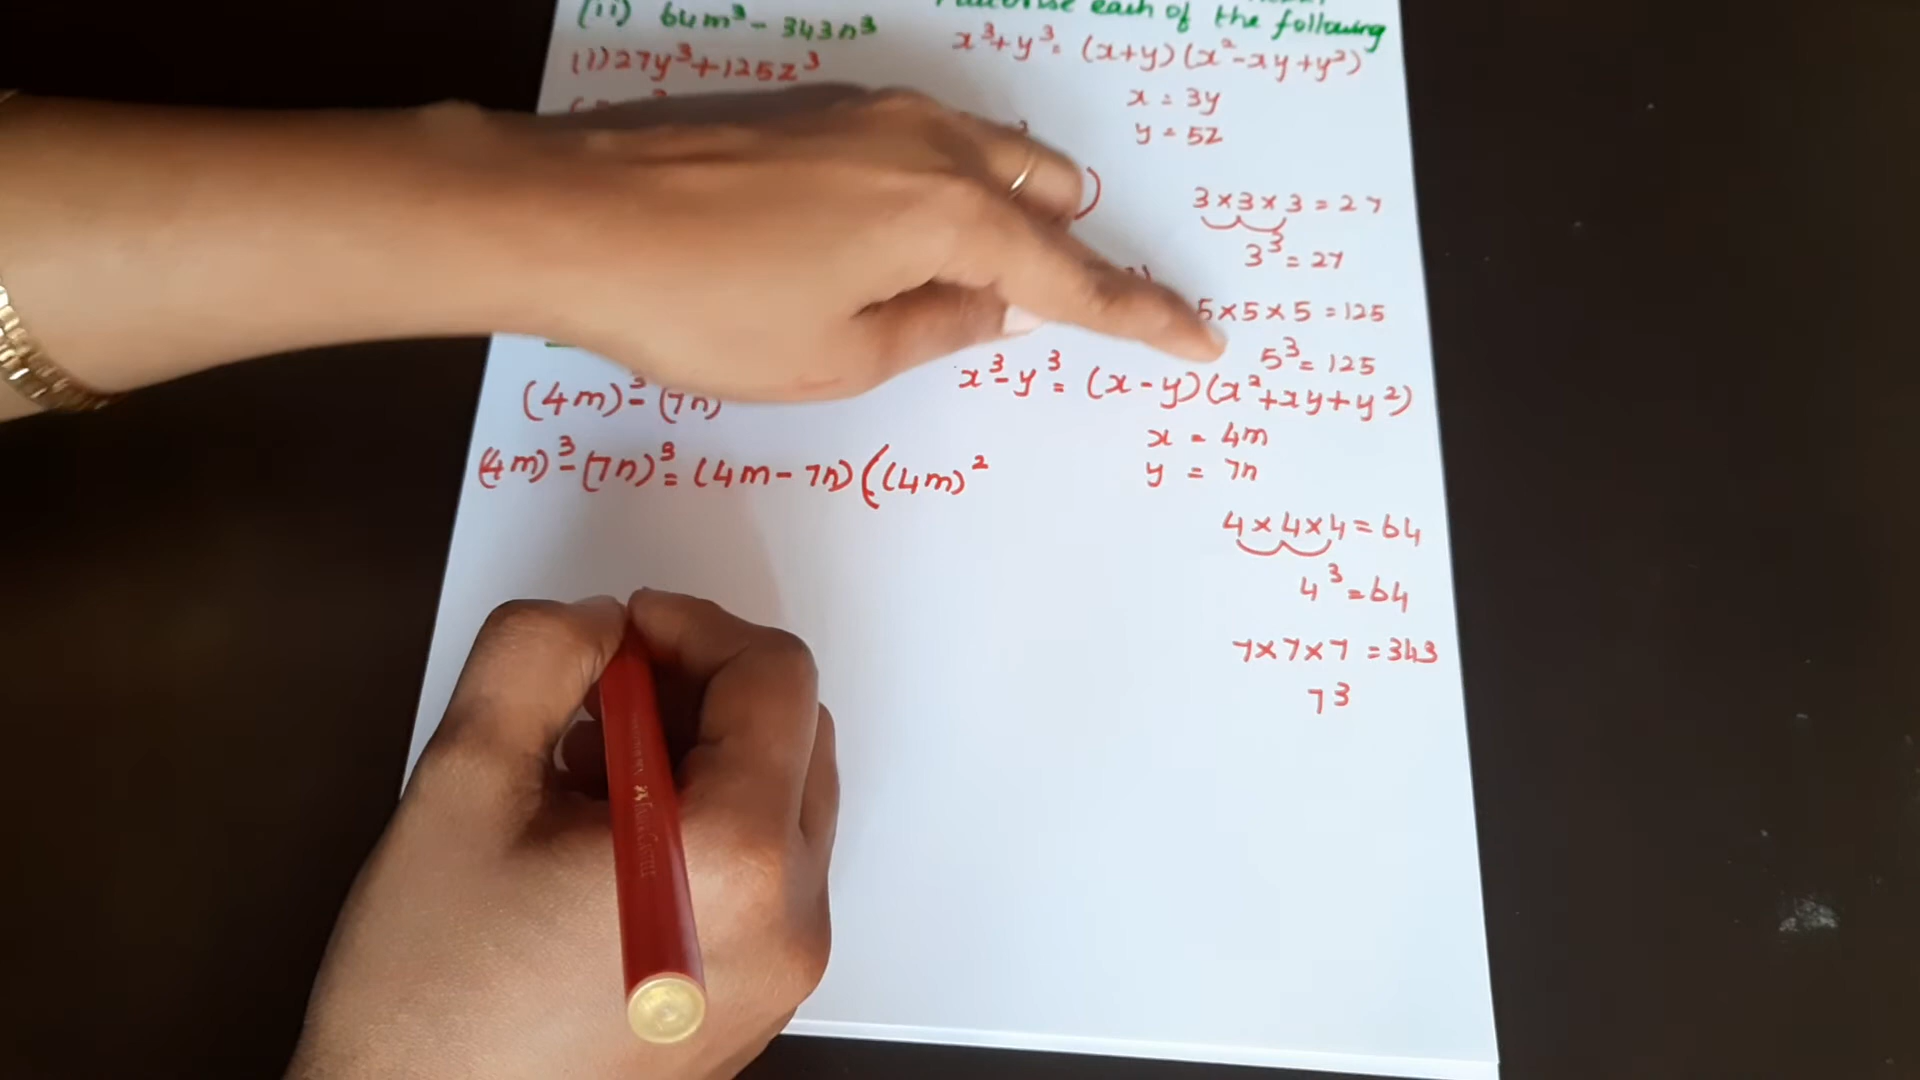 (ii) 64m³ - 343n³
each of the following
(i) 27y³ + 125z³
x³ + y³ = (x+y) (x² - xy + y²)
x = 3y
y = 5z
3 × 3 × 3 = 27
3³ = 27
5 × 5 × 5 = 125
5³ = 125
(4m)³ - (7n)
x³ - y³ = (x - y) (x² + xy + y²)
x = 4m
y = 7n
(4m)³ - (7n)³ = (4m - 7n) ((4m)²
4 × 4 × 4 = 64
4³ = 64
7 × 7 × 7 = 343
7³